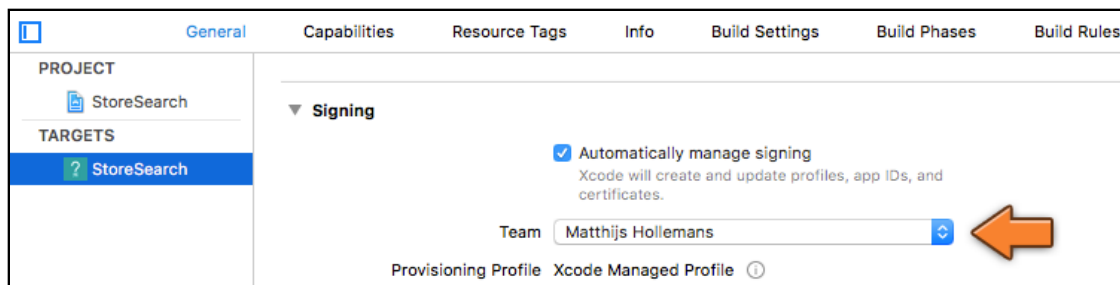 General Capabilities Resource Tags Info Build Settings Build Phases Build Rules
PROJECT
StoreSearch
TARGETS
? StoreSearch
Signing
Automatically manage signing
Xcode will create and update profiles, app IDs, and
certificates.
Team Matthijs Hollemans
Provisioning Profile Xcode Managed Profile